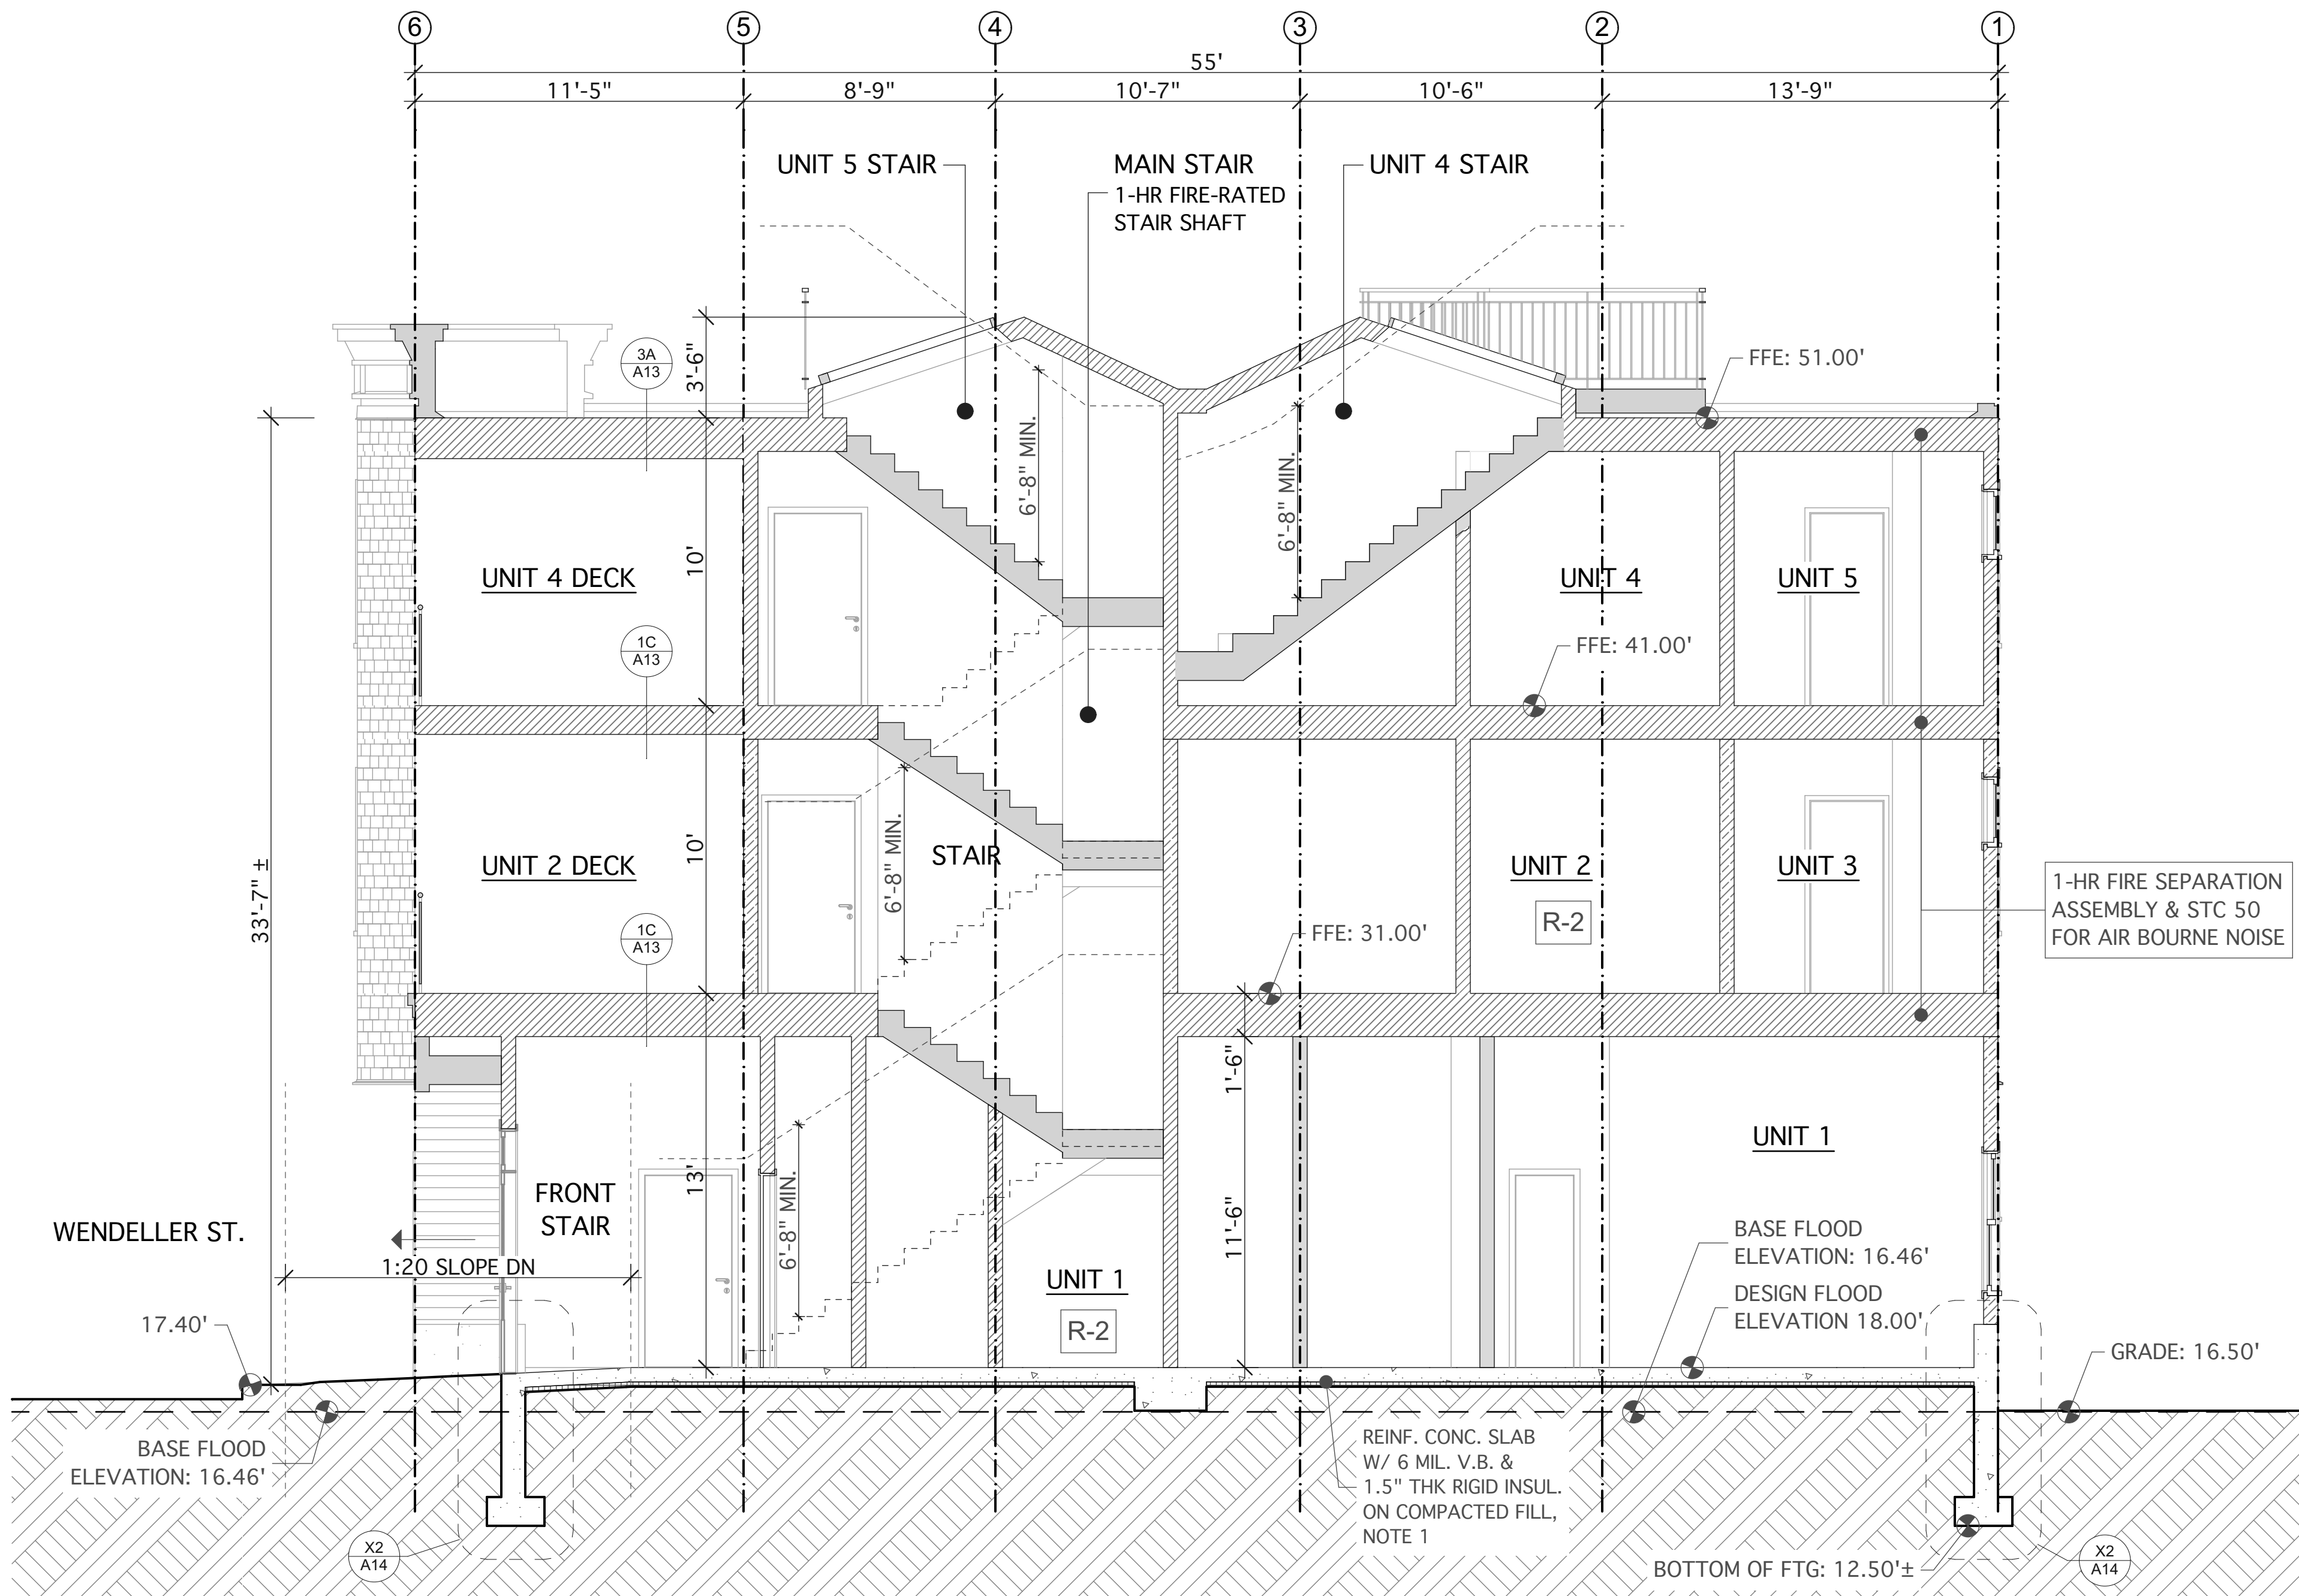 6 5 4 3 2 1
55'
11'-5" 8'-9" 10'-7" 10'-6" 13'-9"
UNIT 5 STAIR
MAIN STAIR
1-HR FIRE-RATED
STAIR SHAFT
UNIT 4 STAIR
3A
A13
3'-6"
FFE: 51.00'
6'-8" MIN.
6'-8" MIN.
UNIT 4 DECK
10'
UNIT 4
UNIT 5
1C
A13
FFE: 41.00'
33'-7" ±
UNIT 2 DECK
10'
6'-8" MIN.
STAIR
UNIT 2
R-2
UNIT 3
1-HR FIRE SEPARATION
ASSEMBLY & STC 50
FOR AIR BOURNE NOISE
1C
A13
FFE: 31.00'
1'-6"
UNIT 1
WENDELLER ST.
FRONT
STAIR
13'
6'-8" MIN.
11'-6"
1:20 SLOPE DN
UNIT 1
R-2
BASE FLOOD
ELEVATION: 16.46'
DESIGN FLOOD
ELEVATION 18.00'
17.40'
GRADE: 16.50'
BASE FLOOD
ELEVATION: 16.46'
REINF. CONC. SLAB
W/ 6 MIL. V.B. &
1.5" THK RIGID INSUL.
ON COMPACTED FILL,
NOTE 1
X2
A14
BOTTOM OF FTG: 12.50'±
X2
A14